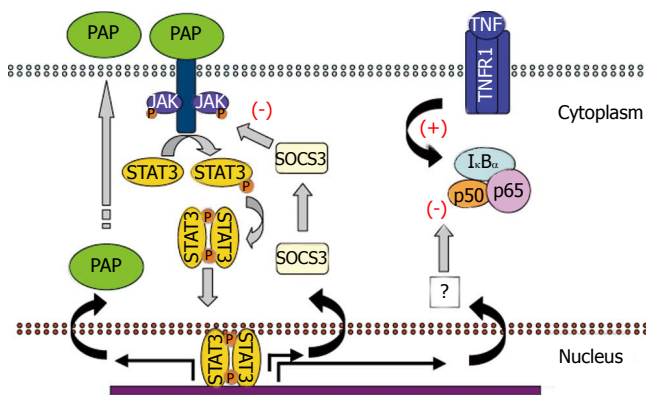 PAP
PAP
TNF
TNFR1
Cytoplasm
JAK
JAK
P
P
(-)
(+)
SOCS3
STAT3
STAT3
P
IκBα
p50
p65
(-)
P
STAT3
STAT3
P
SOCS3
PAP
?
Nucleus
STAT3
P
STAT3
P